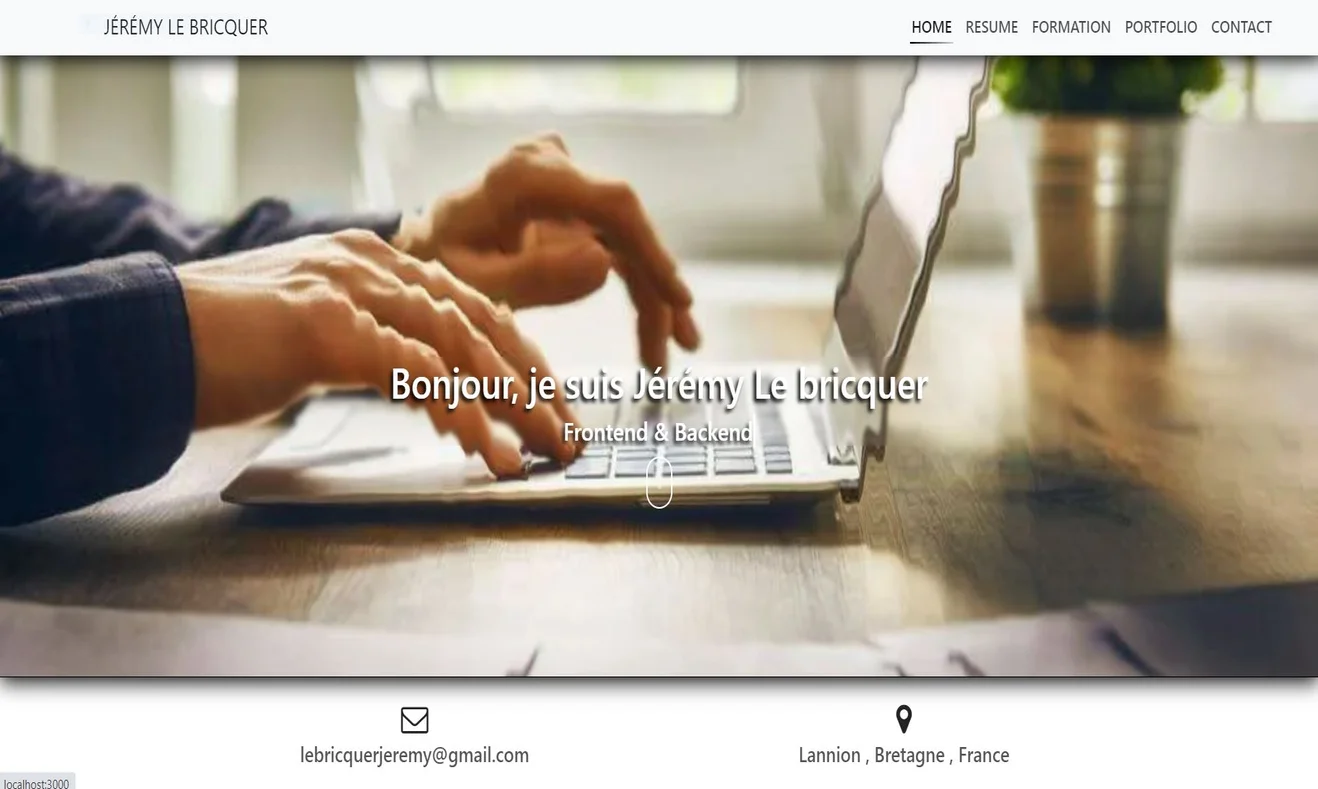 JÉRÉMY LE BRICQUER
HOME RESUME FORMATION PORTFOLIO CONTACT
Bonjour, je suis Jérémy Le bricquer
Frontend & Backend
lebricquerjeremy@gmail.com
Lannion , Bretagne , France
localhost:3000